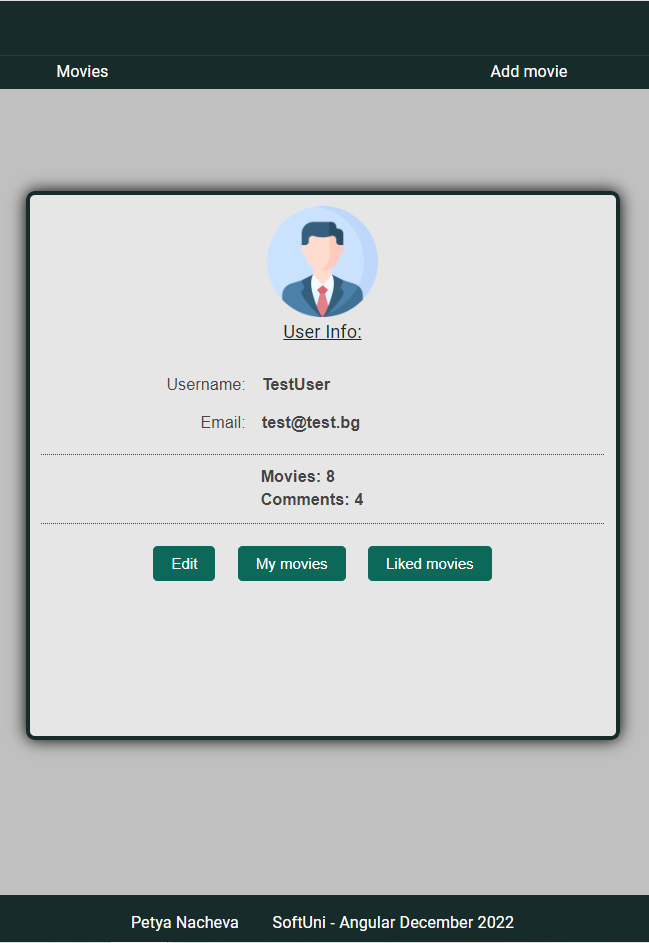 Movies Add movie
User Info:
Username: TestUser
Email: test@test.bg
Movies: 8
Comments: 4
Edit My movies Liked movies
Petya Nacheva SoftUni - Angular December 2022